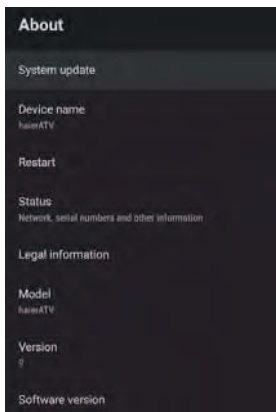 About
System update
Device name
haierATV
Restart
Status
Network, serial numbers and other information
Legal information
Model
haierATV
Version
9
Software version